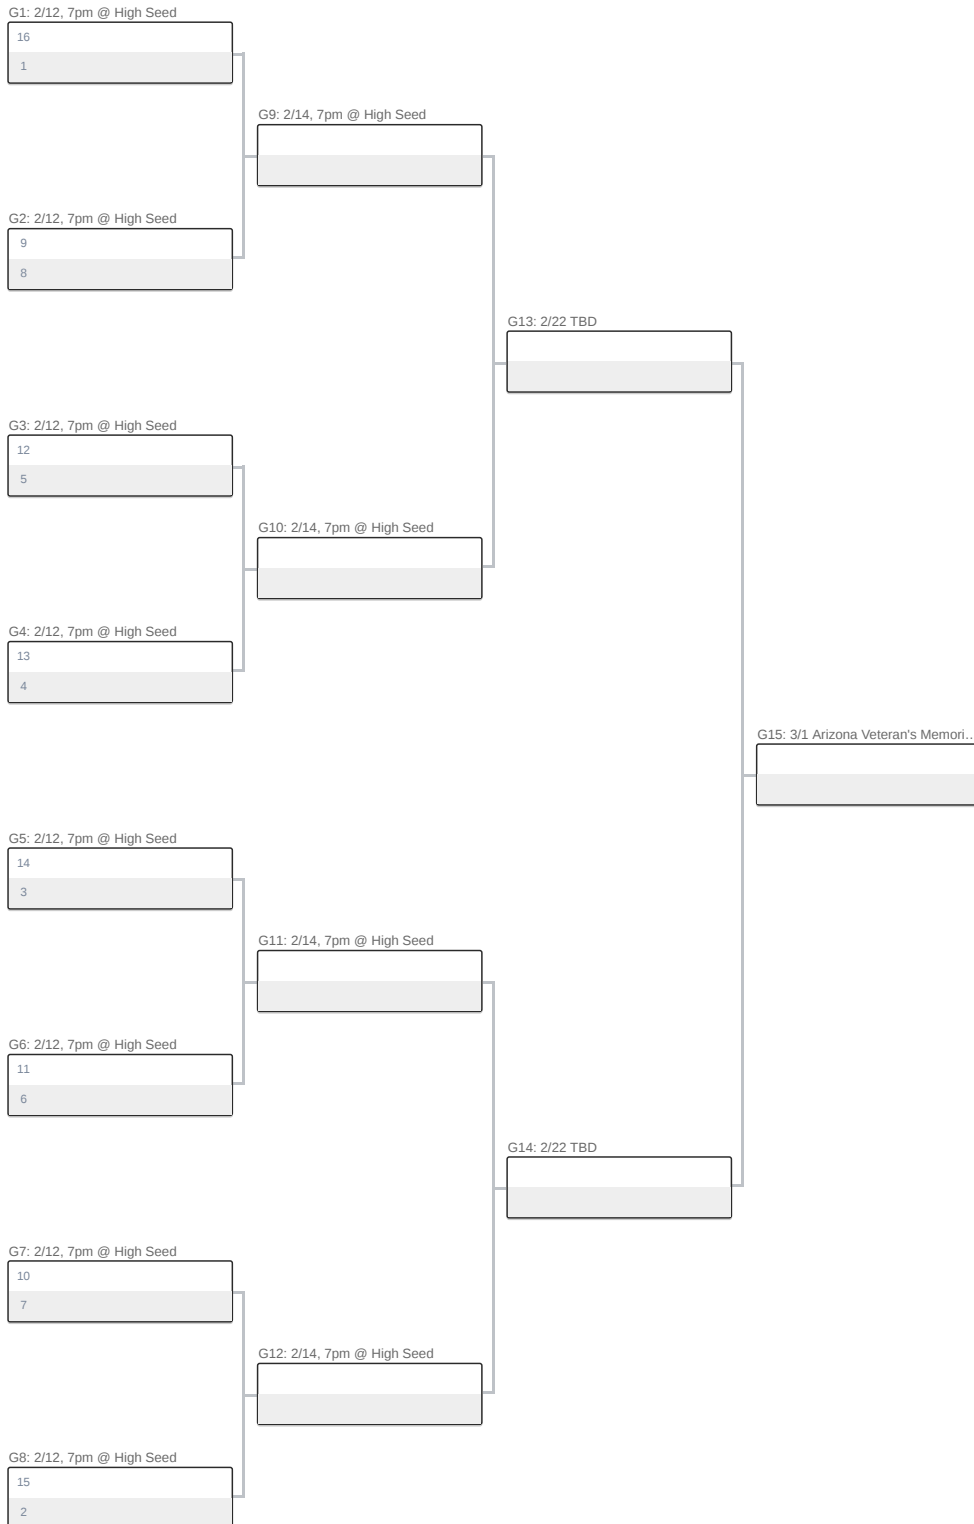 G1: 2/12, 7pm @ High Seed
16
1
G9: 2/14, 7pm @ High Seed
G2: 2/12, 7pm @ High Seed
9
8
G13: 2/22 TBD
G3: 2/12, 7pm @ High Seed
12
5
G10: 2/14, 7pm @ High Seed
G4: 2/12, 7pm @ High Seed
13
4
G15: 3/1 Arizona Veteran's Memori...
G5: 2/12, 7pm @ High Seed
14
3
G11: 2/14, 7pm @ High Seed
G6: 2/12, 7pm @ High Seed
11
6
G14: 2/22 TBD
G7: 2/12, 7pm @ High Seed
10
7
G12: 2/14, 7pm @ High Seed
G8: 2/12, 7pm @ High Seed
15
2